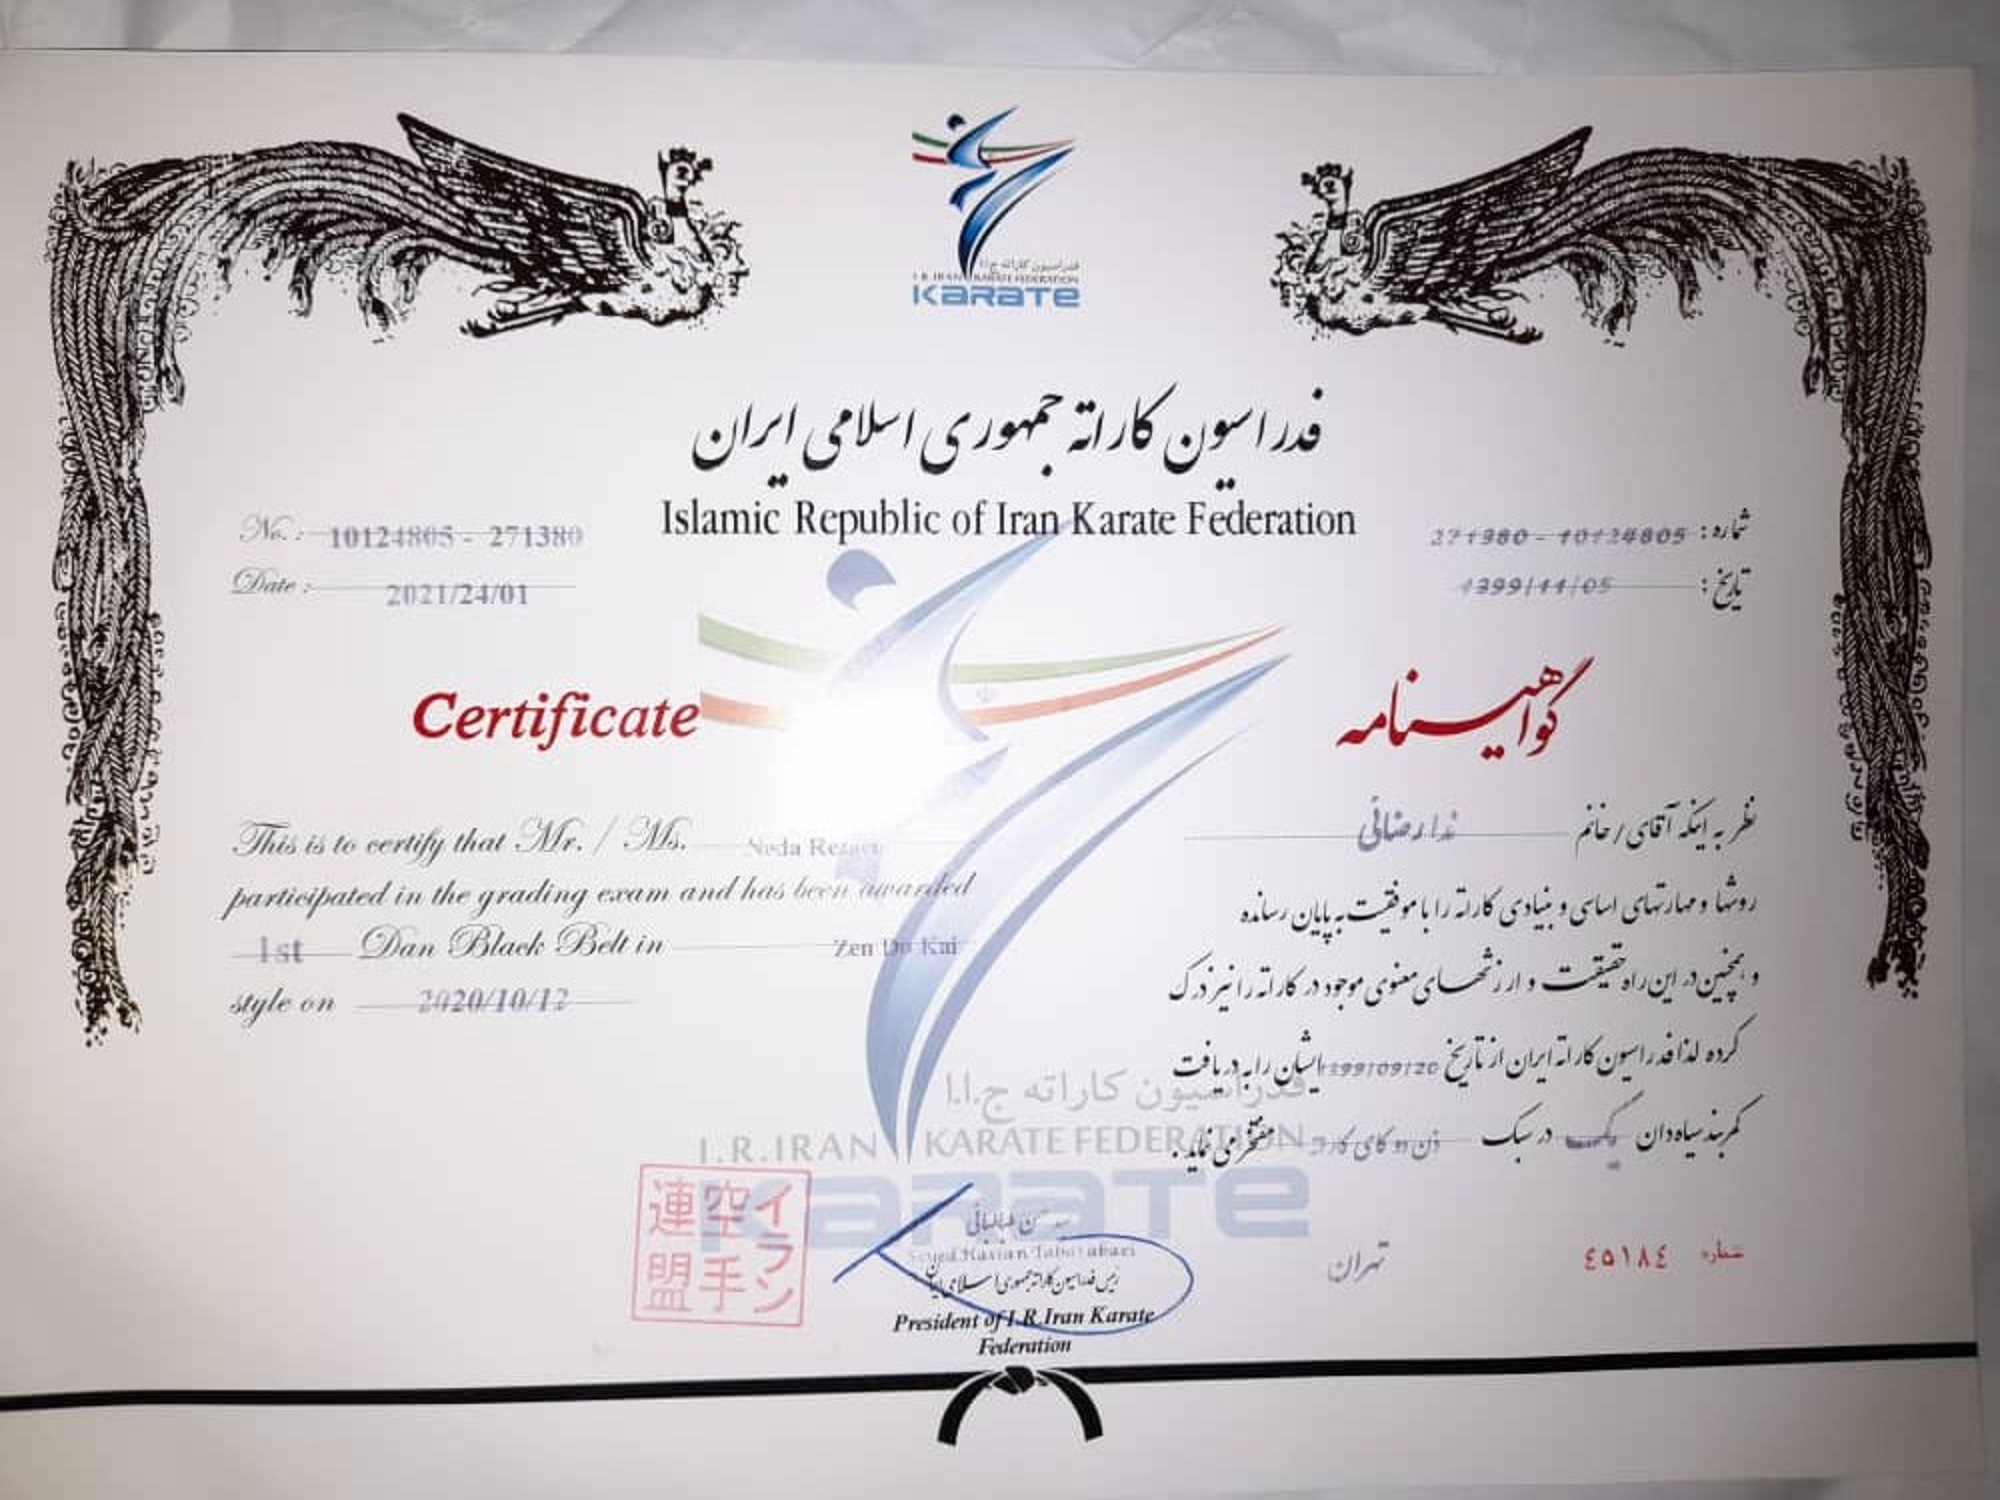 فدراسیون کاراته ج.ا.ا
I.R.IRAN KARATE FEDERATION
KARATE
فدراسیون کاراته جمهوری اسلامی ایران
Islamic Republic of Iran Karate Federation
No. : 10124805 - 271380
Date : 2021/24/01
شماره : 271380 - 10124805
تاریخ : 1399/11/05
Certificate
گواهینامه
This is to certify that Mr. / Ms. Neda Rezaei
participated in the grading exam and has been awarded
1st Dan Black Belt in Zen Do Kai
style on 2020/10/12
نظر به اینکه آقای / خانم ندا رضائی
روشها و مهارتهای اساسی و بنیادی کاراته را با موفقیت به پایان رسانده
و همچنین در این راه حقیقت و ارزشهای معنوی موجود در کاراته را نیز درک
کرده لذا فدراسیون کاراته ایران از تاریخ 1399/09/20 ایشان را به دریافت
کمربند سیاه دان یک در سبک ذن دو کای کاراته مفتخر می نماید.
فدراسیون کاراته ج.ا.ا
I.R.IRAN KARATE FEDERATION
KARATE
イラン
空手
連盟
سید حسن طباطبائی
Seyed Hassan Tabatabaei
رئیس فدراسیون کاراته جمهوری اسلامی ایران
President of I.R.Iran Karate
Federation
تهران
شماره ٤٥١٨٤